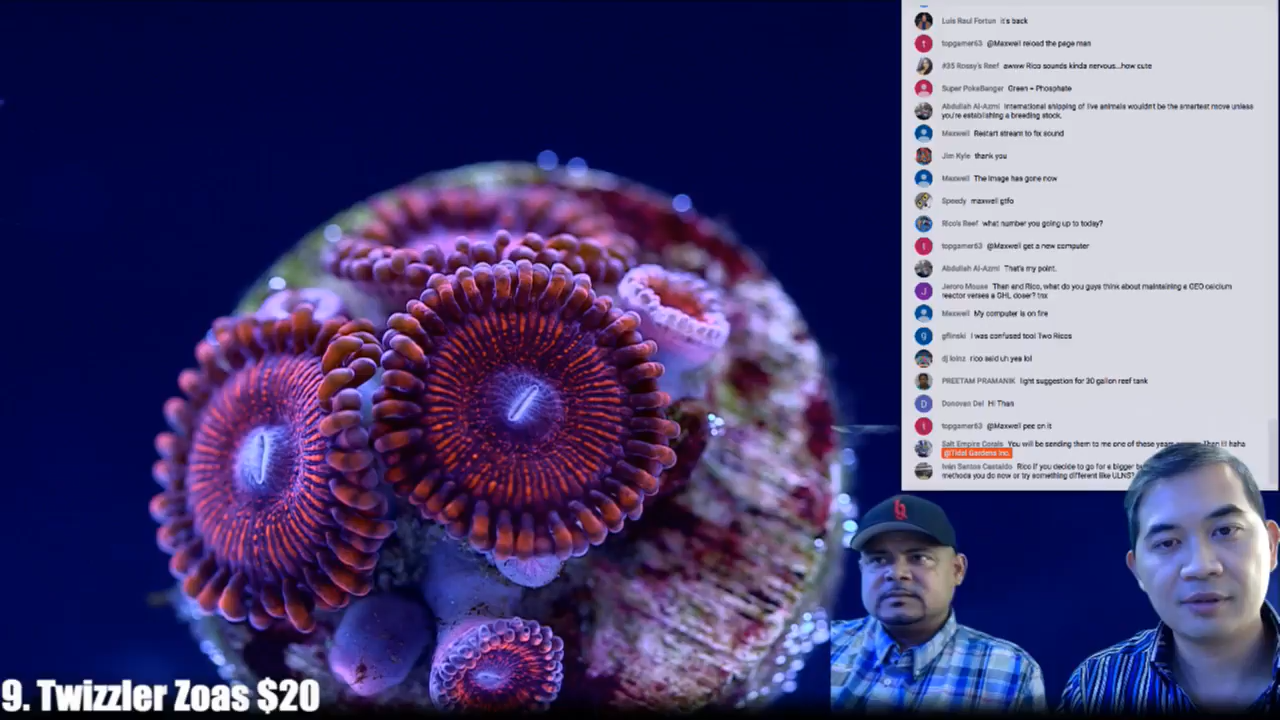 Luis Raul Fortun it's back
topgamer63 @Maxwell reload the page man
#35 Rossy's Reef awww Rico sounds kinda nervous...how cute
Super PokeBanger Green + Phosphate
Abdullah Al-Azmi International shipping of live animals wouldn't be the smartest move unless
you're establishing a breeding stock.
Maxwell Restart stream to fix sound
Jim Kyle thank you
Maxwell The image has gone now
Speedy maxwell gtfo
Rico's Reef what number you going up to today?
t topgamer63 @Maxwell get a new computer
Abdullah Al-Azmi That's my point.
J Jeroro Mouse Then and Rico, what do you guys think about maintaining a GEO calcium
reactor verses a GHL doser? tnx
Maxwell My computer is on fire
g gflinski I was confused too! Two Ricos
dj koinz rico said uh yes lol
PREETAM PRAMANIK light suggestion for 30 gallon reef tank
D Donovan Del Hi Than
t topgamer63 @Maxwell pee on it
Salt Empire Corals You will be sending them to me one of these years Then lil haha
@Tidal Gardens Inc.
Iván Santos Castaldo Rico if you decide to go for a bigger
methods you do now or try something different like ULNS?
9. Twizzler Zoas $20